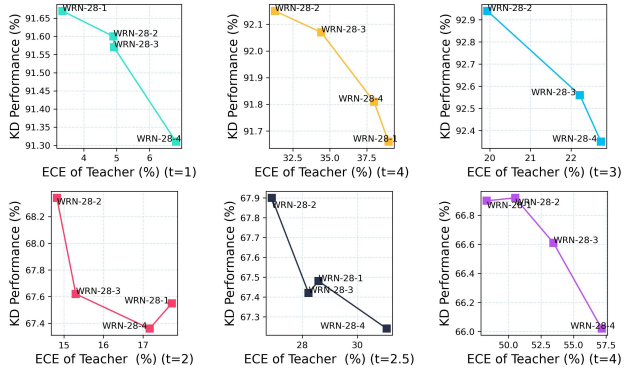 KD Performance (%)
91.65
91.60
91.55
91.50
91.45
91.40
91.35
91.30
WRN-28-1
WRN-28-2
WRN-28-3
WRN-28-4
4
5
6
ECE of Teacher (%) (t=1)
KD Performance (%)
92.1
92.0
91.9
91.8
91.7
WRN-28-2
WRN-28-3
WRN-28-4
WRN-28-1
32.5
35.0
37.5
ECE of Teacher (%) (t=4)
KD Performance (%)
92.9
92.8
92.7
92.6
92.5
92.4
WRN-28-2
WRN-28-3
WRN-28-4
20
21
22
ECE of Teacher (%) (t=3)
KD Performance (%)
68.2
68.0
67.8
67.6
67.4
WRN-28-2
WRN-28-3
WRN-28-1
WRN-28-4
15
16
17
ECE of Teacher (%) (t=2)
KD Performance (%)
67.9
67.8
67.7
67.6
67.5
67.4
67.3
WRN-28-2
WRN-28-1
WRN-28-3
WRN-28-4
28
30
ECE of Teacher (%) (t=2.5)
KD Performance (%)
66.8
66.6
66.4
66.2
66.0
WRN-28-2
WRN-28-1
WRN-28-3
WRN-28-4
50.0
52.5
55.0
57.5
ECE of Teacher (%) (t=4)